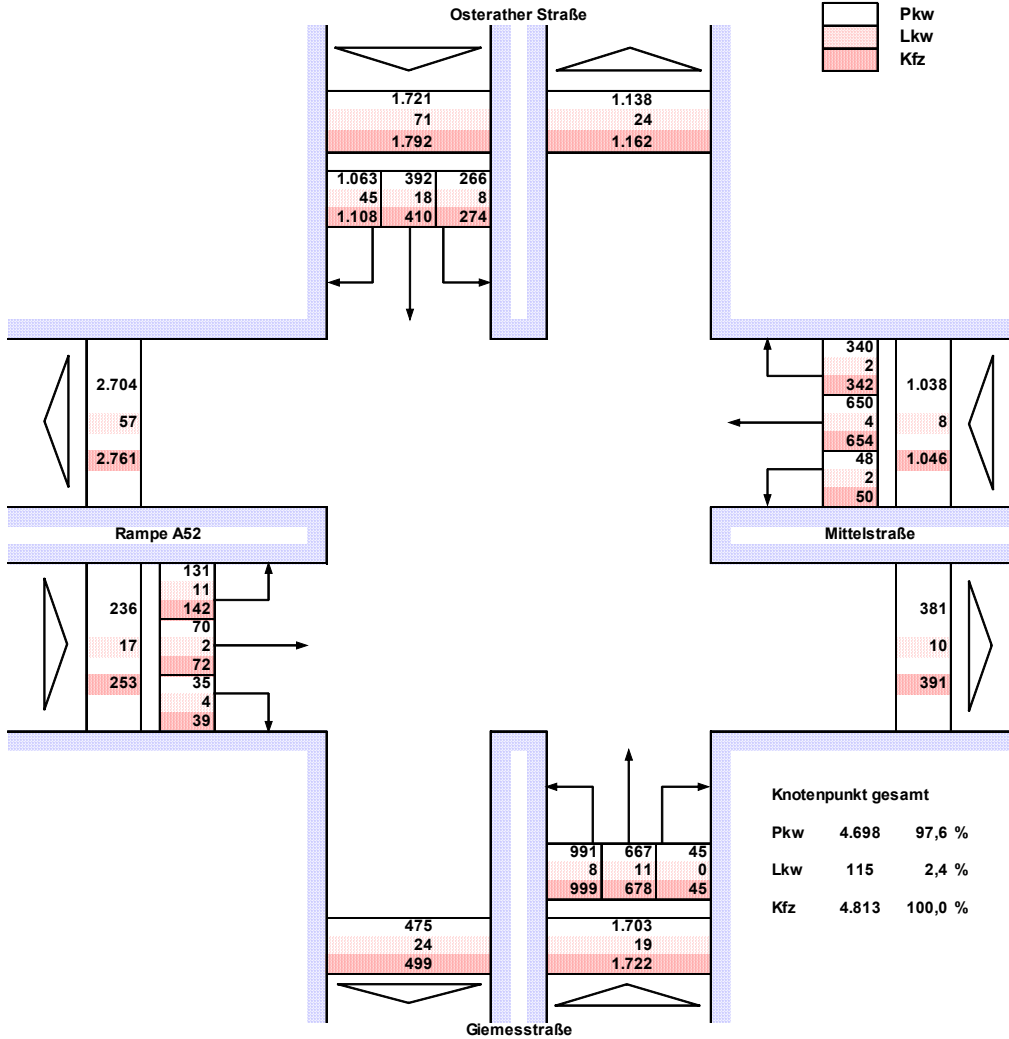 Osterather Straße
Pkw
Lkw
Kfz
1.721
71
1.792
1.138
24
1.162
1.063 392 266
45 18 8
1.108 410 274
2.704
57
2.761
340
2
342
650
4
654
48
2
50
1.038
8
1.046
Rampe A52
Mittelstraße
236
17
253
131
11
142
70
2
72
35
4
39
381
10
391
Knotenpunkt gesamt
Pkw 4.698 97,6 %
Lkw 115 2,4 %
Kfz 4.813 100,0 %
991 667 45
8 11 0
999 678 45
475
24
499
1.703
19
1.722
Giemesstraße